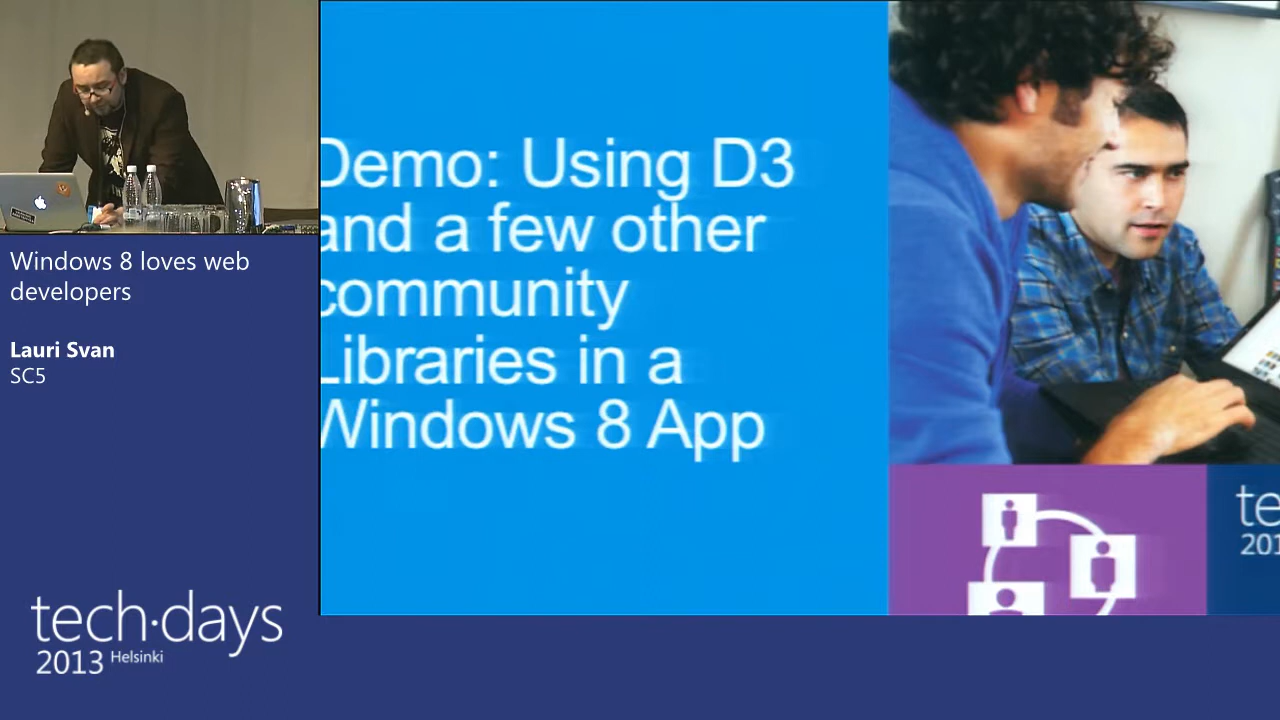 Windows 8 loves web
developers
Lauri Svan
SC5
tech·days
2013 Helsinki
Demo: Using D3
and a few other
community
Libraries in a
Windows 8 App
te
201